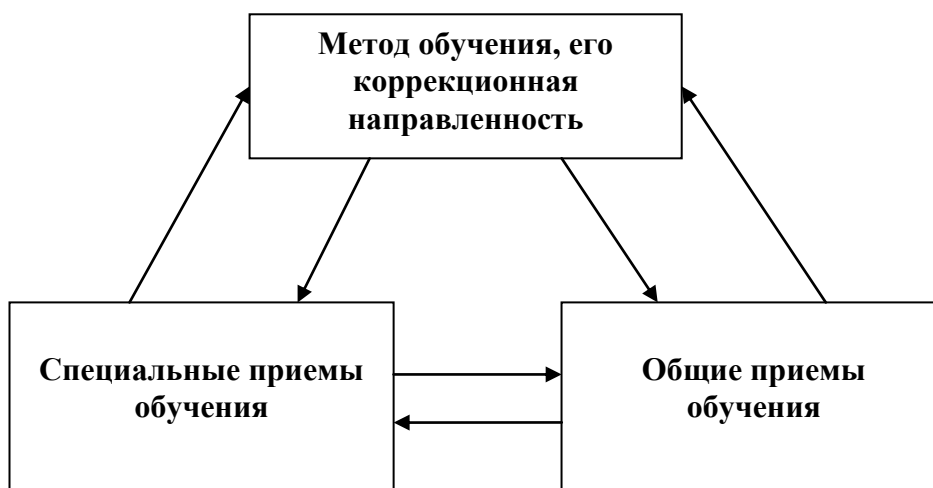 Метод обучения, его
коррекционная
направленность
Специальные приемы
обучения
Общие приемы
обучения